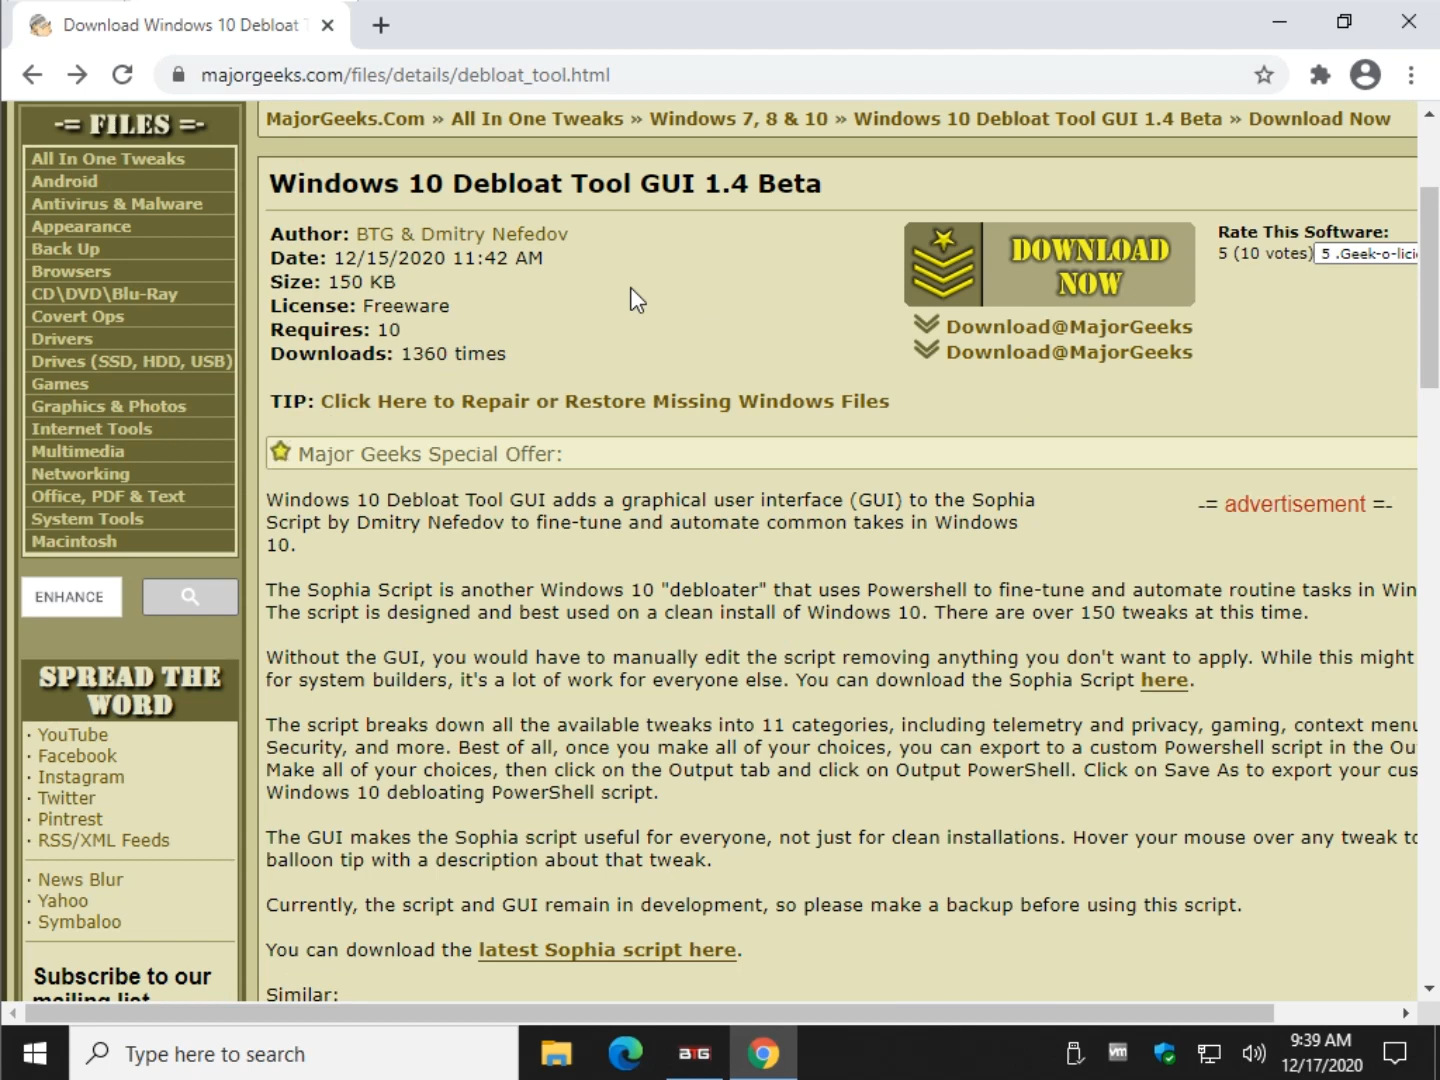 Download Windows 10 Debloat T
majorgeeks.com/files/details/debloat_tool.html
-= FILES =-
All In One Tweaks
Android
Antivirus & Malware
Appearance
Back Up
Browsers
CD\DVD\Blu-Ray
Covert Ops
Drivers
Drives (SSD, HDD, USB)
Games
Graphics & Photos
Internet Tools
Multimedia
Networking
Office, PDF & Text
System Tools
Macintosh
ENHANCE
SPREAD THE
WORD
· YouTube
· Facebook
· Instagram
· Twitter
· Pintrest
· RSS/XML Feeds
· News Blur
· Yahoo
· Symbaloo
Subscribe to our
mailing list
MajorGeeks.Com » All In One Tweaks » Windows 7, 8 & 10 » Windows 10 Debloat Tool GUI 1.4 Beta » Download Now
Windows 10 Debloat Tool GUI 1.4 Beta
Author: BTG & Dmitry Nefedov
Date: 12/15/2020 11:42 AM
Size: 150 KB
License: Freeware
Requires: 10
Downloads: 1360 times
DOWNLOAD
NOW
Download@MajorGeeks
Download@MajorGeeks
Rate This Software:
5 (10 votes) 5 .Geek-o-lici
TIP: Click Here to Repair or Restore Missing Windows Files
Major Geeks Special Offer:
-= advertisement =-
Windows 10 Debloat Tool GUI adds a graphical user interface (GUI) to the Sophia
Script by Dmitry Nefedov to fine-tune and automate common takes in Windows
10.
The Sophia Script is another Windows 10 "debloater" that uses Powershell to fine-tune and automate routine tasks in Win
The script is designed and best used on a clean install of Windows 10. There are over 150 tweaks at this time.
Without the GUI, you would have to manually edit the script removing anything you don't want to apply. While this might
for system builders, it's a lot of work for everyone else. You can download the Sophia Script here.
The script breaks down all the available tweaks into 11 categories, including telemetry and privacy, gaming, context menu
Security, and more. Best of all, once you make all of your choices, you can export to a custom Powershell script in the Ou
Make all of your choices, then click on the Output tab and click on Output PowerShell. Click on Save As to export your cus
Windows 10 debloating PowerShell script.
The GUI makes the Sophia script useful for everyone, not just for clean installations. Hover your mouse over any tweak to
balloon tip with a description about that tweak.
Currently, the script and GUI remain in development, so please make a backup before using this script.
You can download the latest Sophia script here.
Similar:
Type here to search
BTG
vm
9:39 AM
12/17/2020